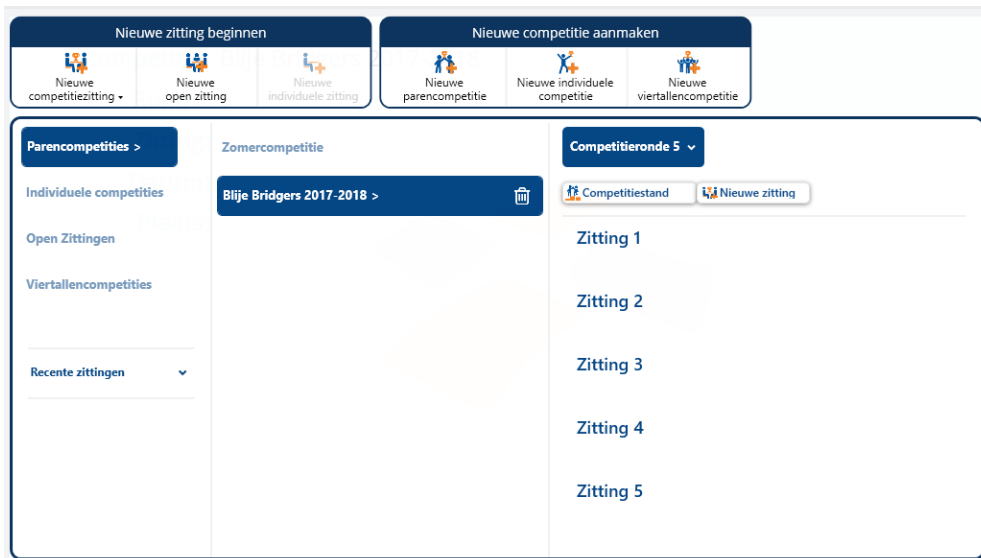 Nieuwe zitting beginnen
Nieuwe competitiezitting
Nieuwe open zitting
Nieuwe individuele zitting
Nieuwe competitie aanmaken
Nieuwe parencompetitie
Nieuwe individuele competitie
Nieuwe viertallencompetitie
Parencompetities >
Individuele competities
Open Zittingen
Viertallencompetities
Recente zittingen
Zomercompetitie
Blije Bridgers 2017-2018 >
Competitieronde 5
Competitiestand
Nieuwe zitting
Zitting 1
Zitting 2
Zitting 3
Zitting 4
Zitting 5